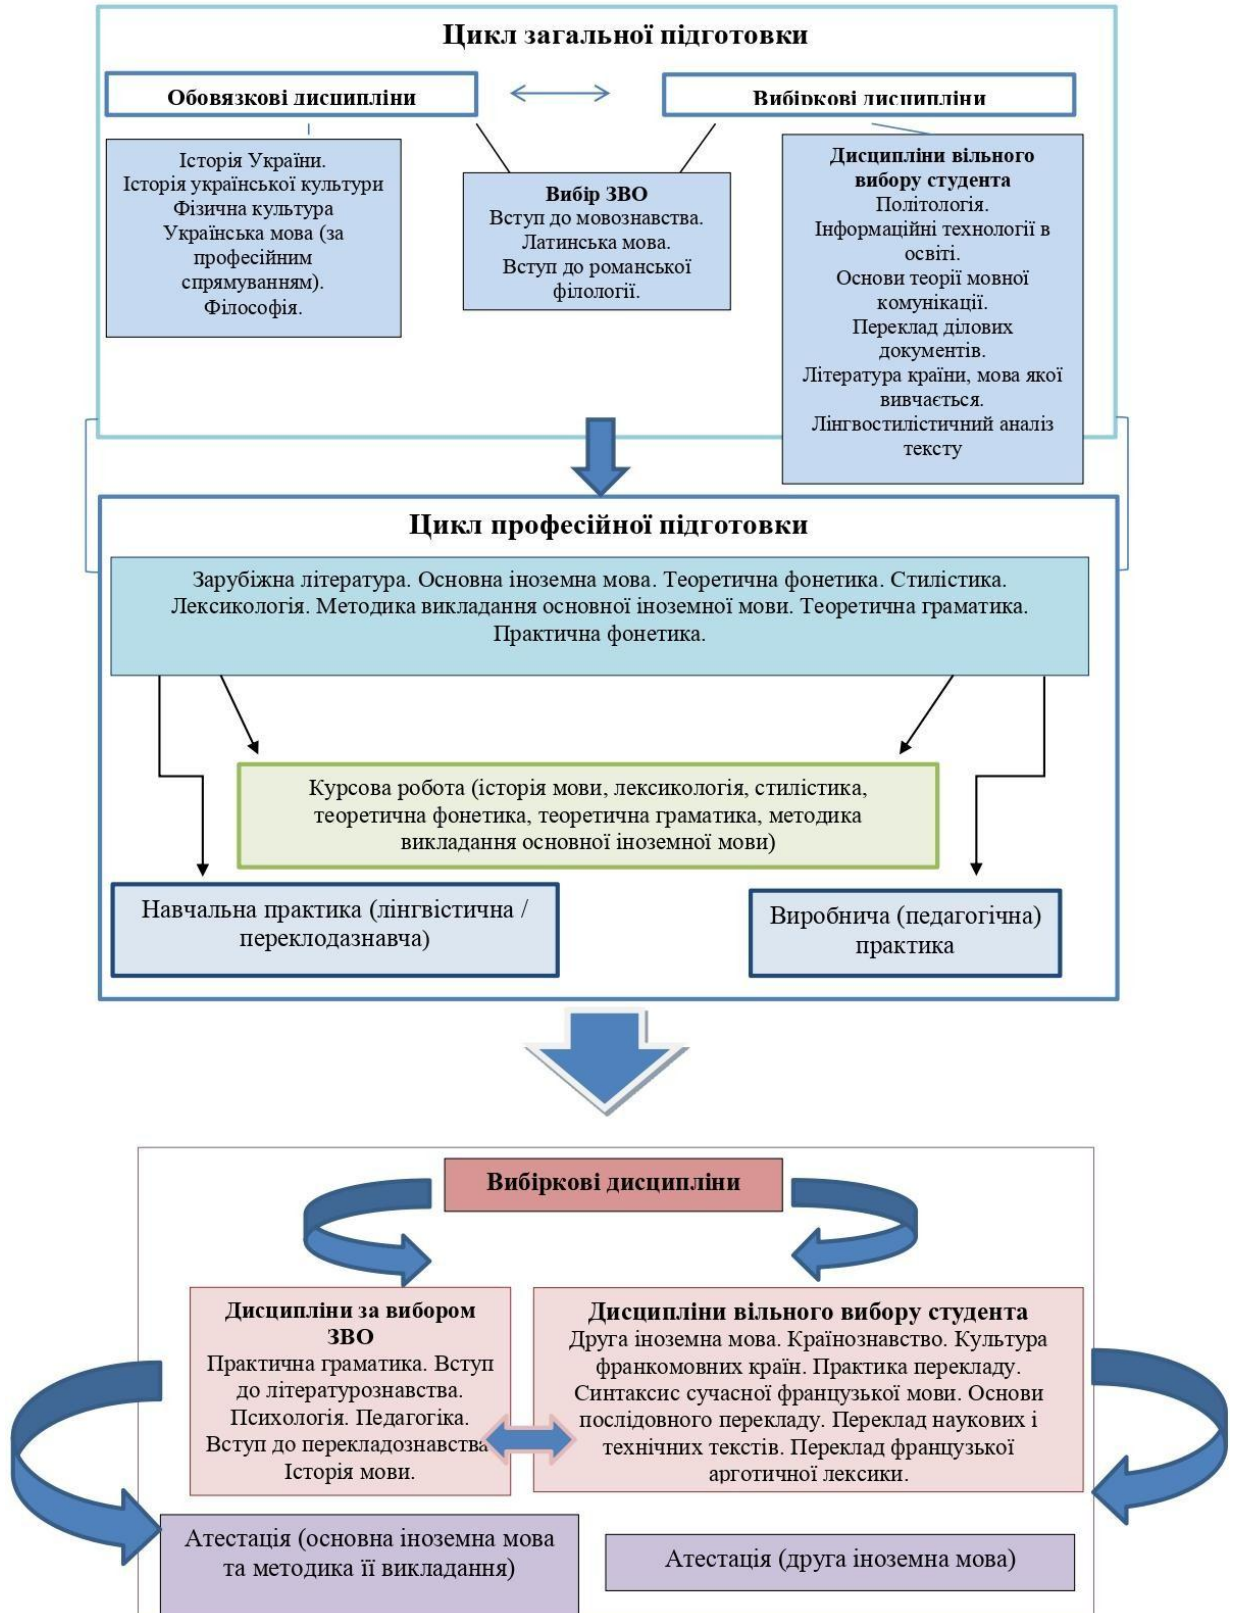 Цикл загальної підготовки
Обовязкові дисципліни
Вибіркові дисципліни
Історія України.
Історія української культури
Фізична культура
Українська мова (за
професійним
спрямуванням).
Філософія.
Вибір ЗВО
Вступ до мовознавства.
Латинська мова.
Вступ до романської
філології.
Дисципліни вільного
вибору студента
Політологія.
Інформаційні технології в
освіті.
Основи теорії мовної
комунікації.
Переклад ділових
документів.
Література країни, мова якої
вивчається.
Лінгвостилістичний аналіз
тексту
Цикл професійної підготовки
Зарубіжна література. Основна іноземна мова. Теоретична фонетика. Стилістика.
Лексикологія. Методика викладання основної іноземної мови. Теоретична граматика.
Практична фонетика.
Курсова робота (історія мови, лексикологія, стилістика,
теоретична фонетика, теоретична граматика, методика
викладання основної іноземної мови)
Навчальна практика (лінгвістична /
переклодазнавча)
Виробнича (педагогічна)
практика
Вибіркові дисципліни
Дисципліни за вибором
ЗВО
Практична граматика. Вступ
до літературознавства.
Психологія. Педагогіка.
Вступ до перекладознавства
Історія мови.
Дисципліни вільного вибору студента
Друга іноземна мова. Країнознавство. Культура
франкомовних країн. Практика перекладу.
Синтаксис сучасної французької мови. Основи
послідовного перекладу. Переклад наукових і
технічних текстів. Переклад французької
арготичної лексики.
Атестація (основна іноземна мова
та методика її викладання)
Атестація (друга іноземна мова)